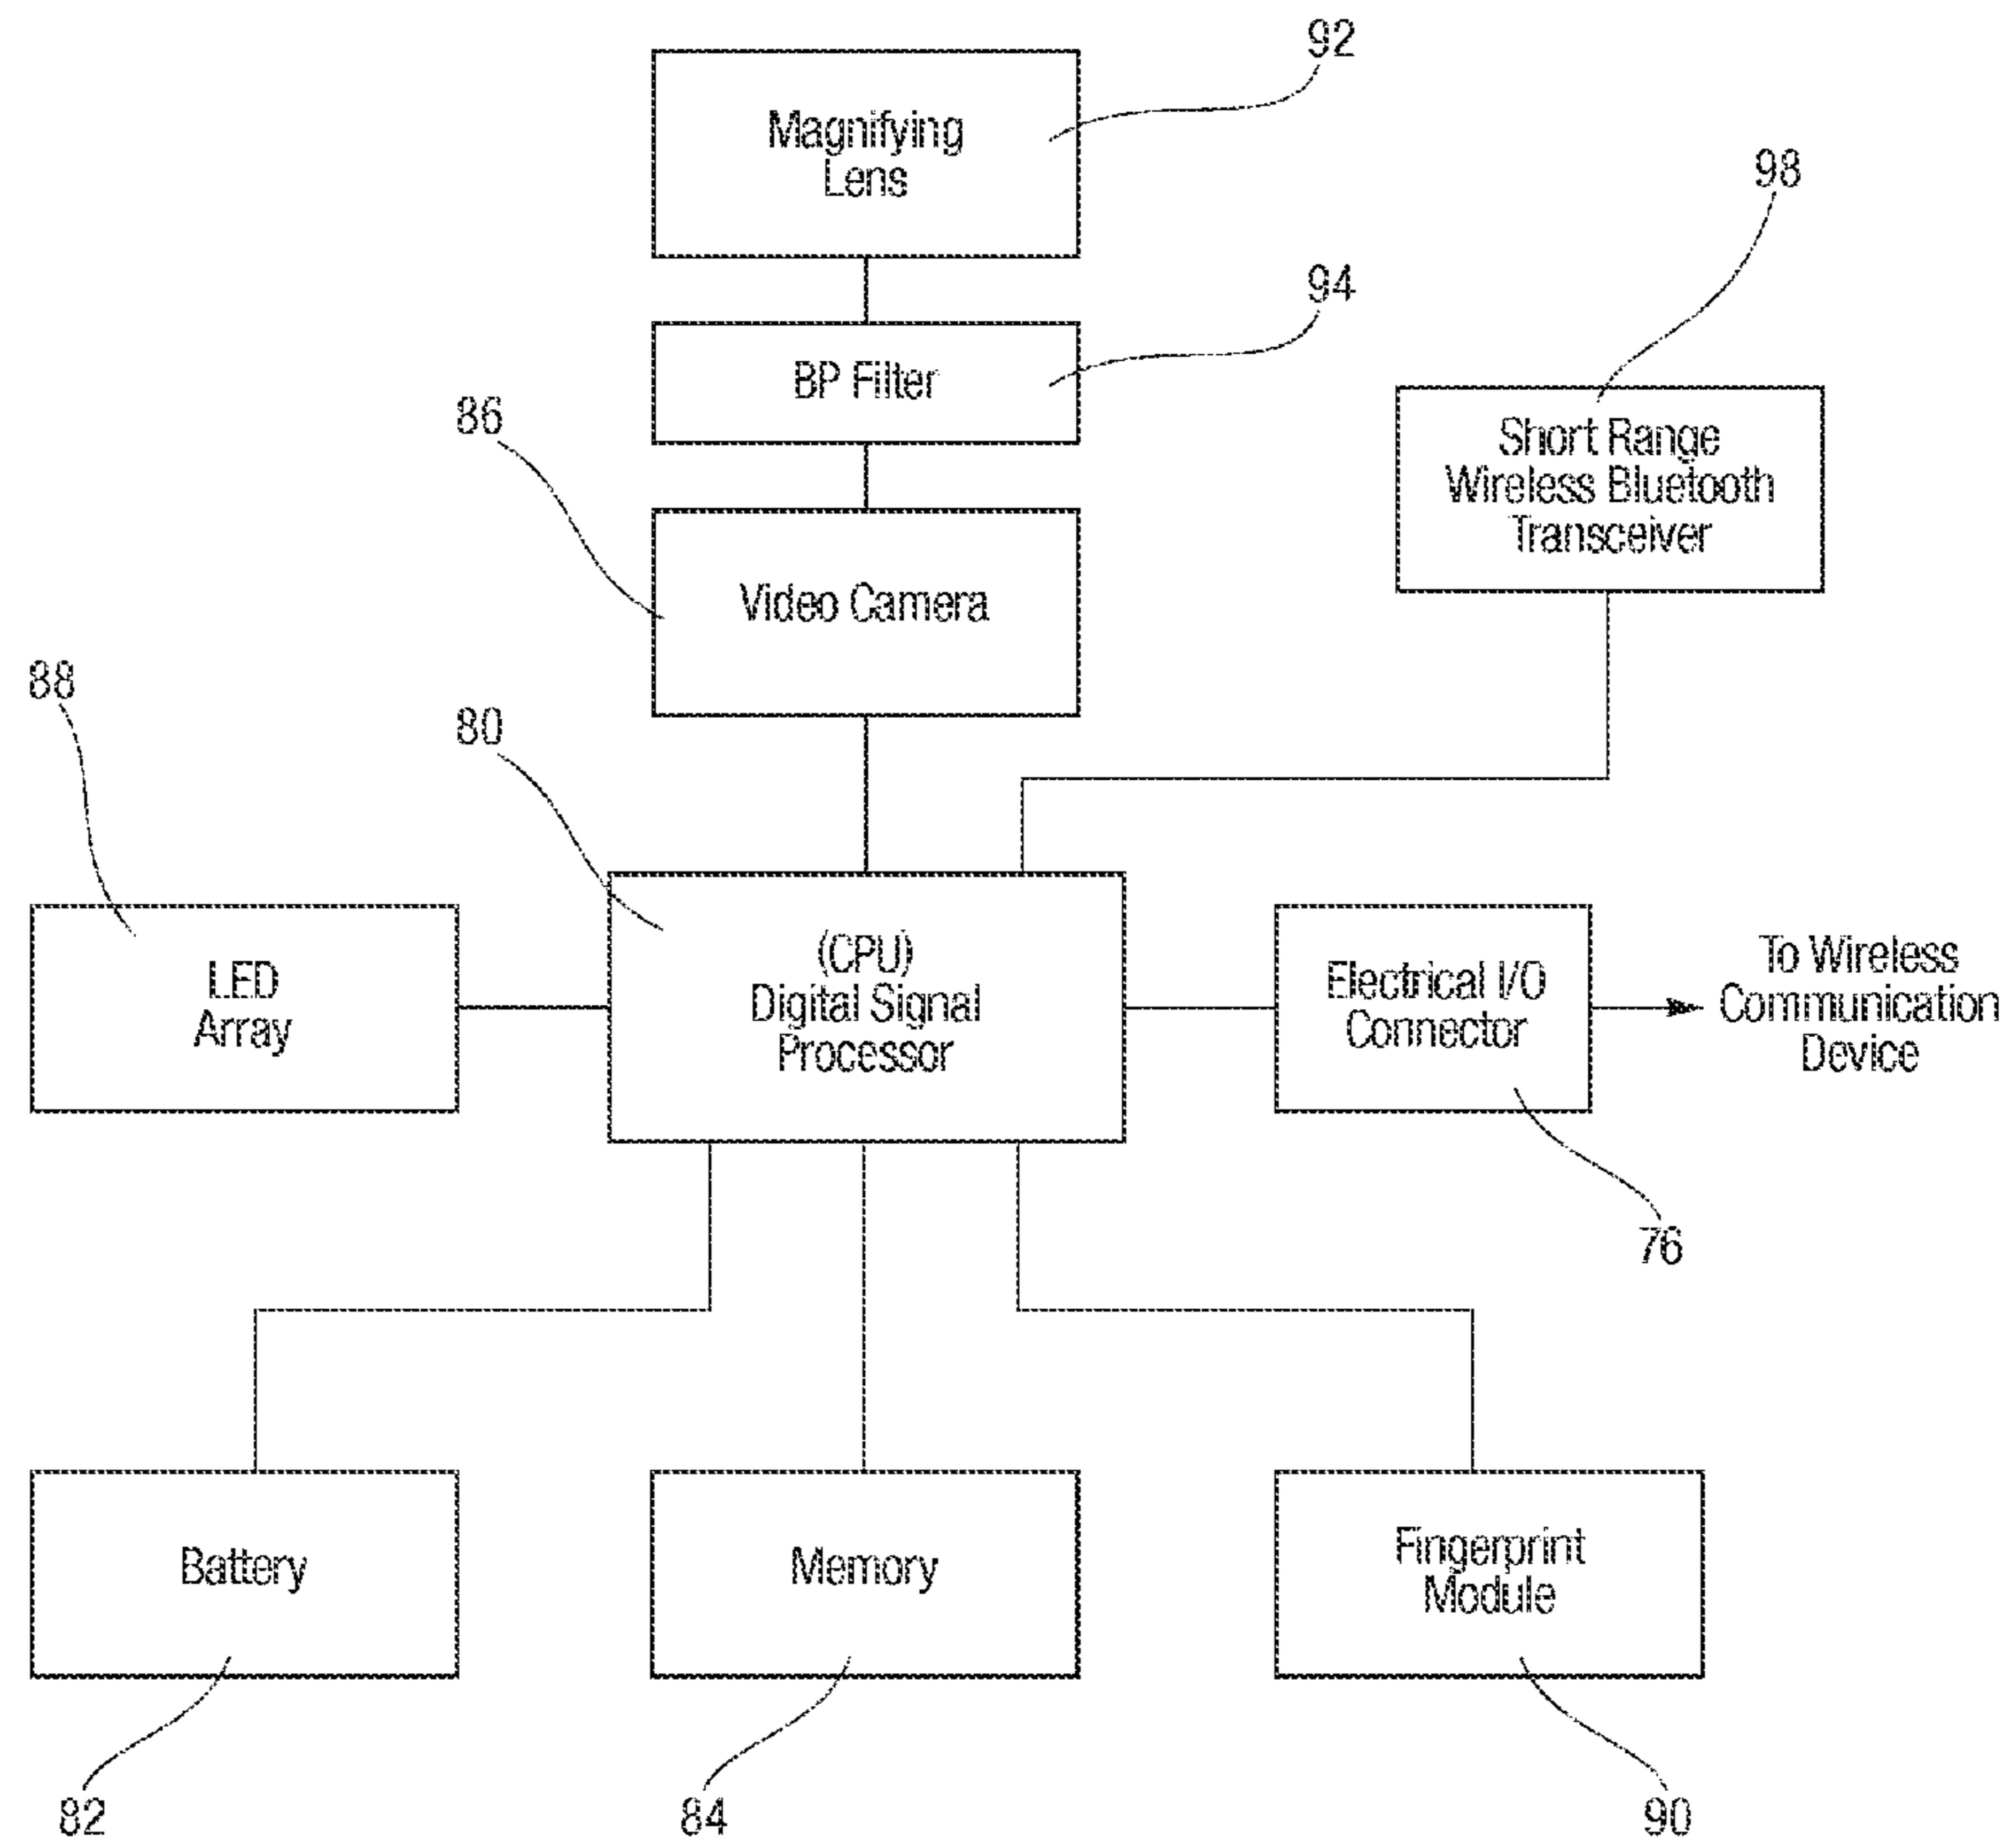 92
Magnifying
Lens
98
94
BP Filter
86
Short Range
Wireless Bluetooth
Transceiver
Video Camera
88
80
(CPU)
Digital Signal
Processor
LED
Array
Electrical I/O
Connector
To Wireless
Communication
Device
76
Battery
Memory
Fingerprint
Module
82
84
90